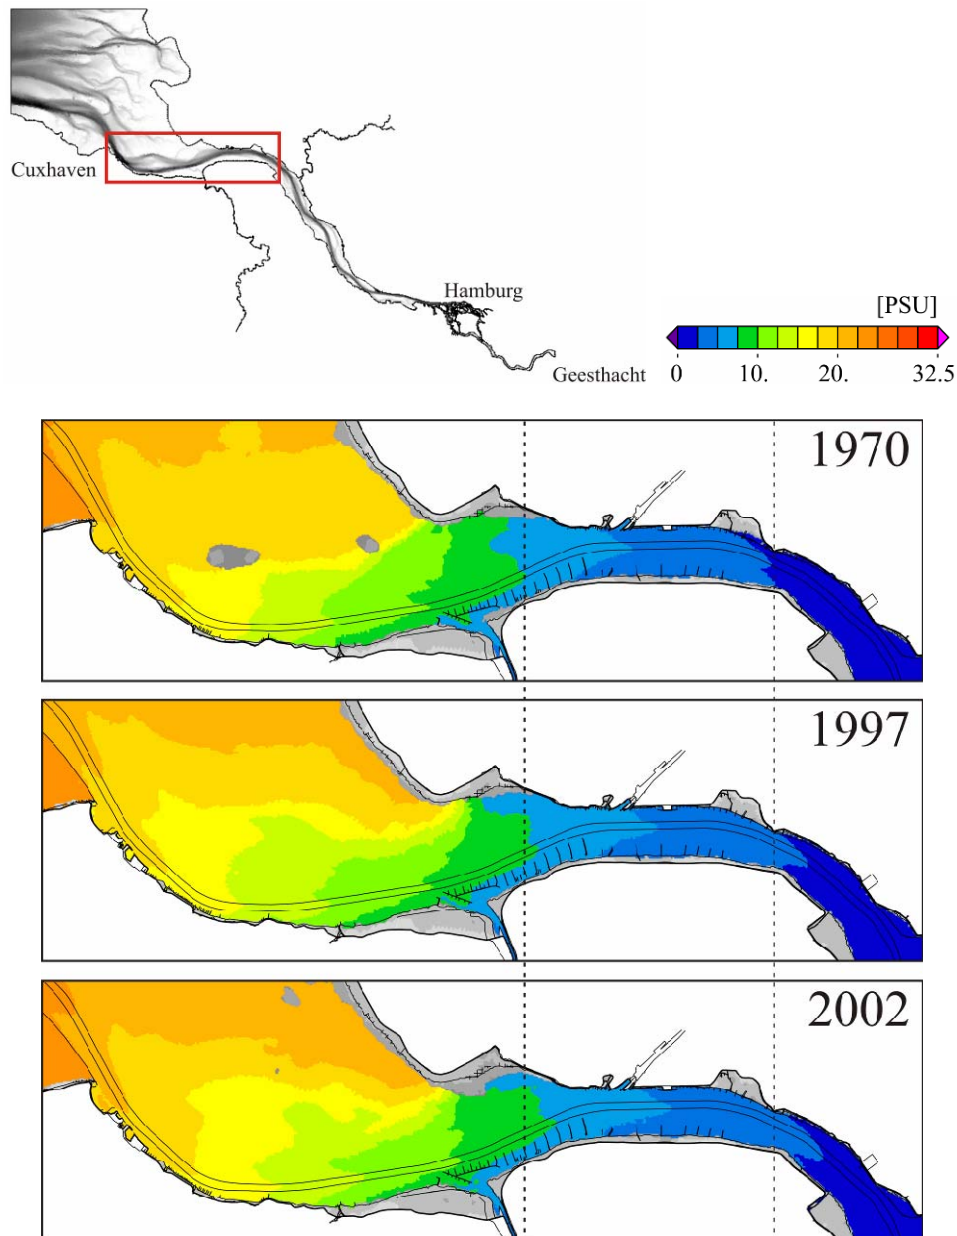 Cuxhaven
Hamburg
Geesthacht
[PSU]
0 10. 20. 32.5
1970
1997
2002